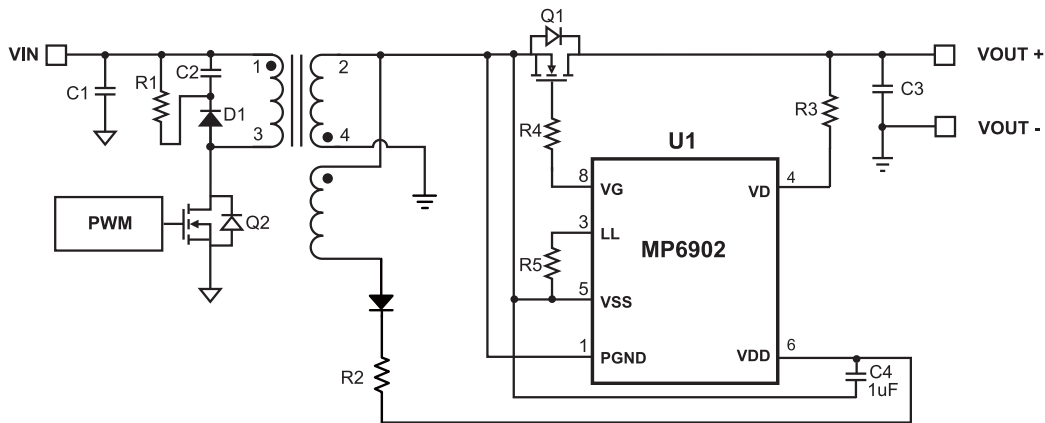 Q1
VIN
1
2
VOUT +
C2
C1
R1
R3
C3
D1
R4
3
4
VOUT -
U1
8
VG
VD
4
PWM
Q2
3
LL
MP6902
R5
5
VSS
1
PGND
VDD
6
R2
C4
1uF